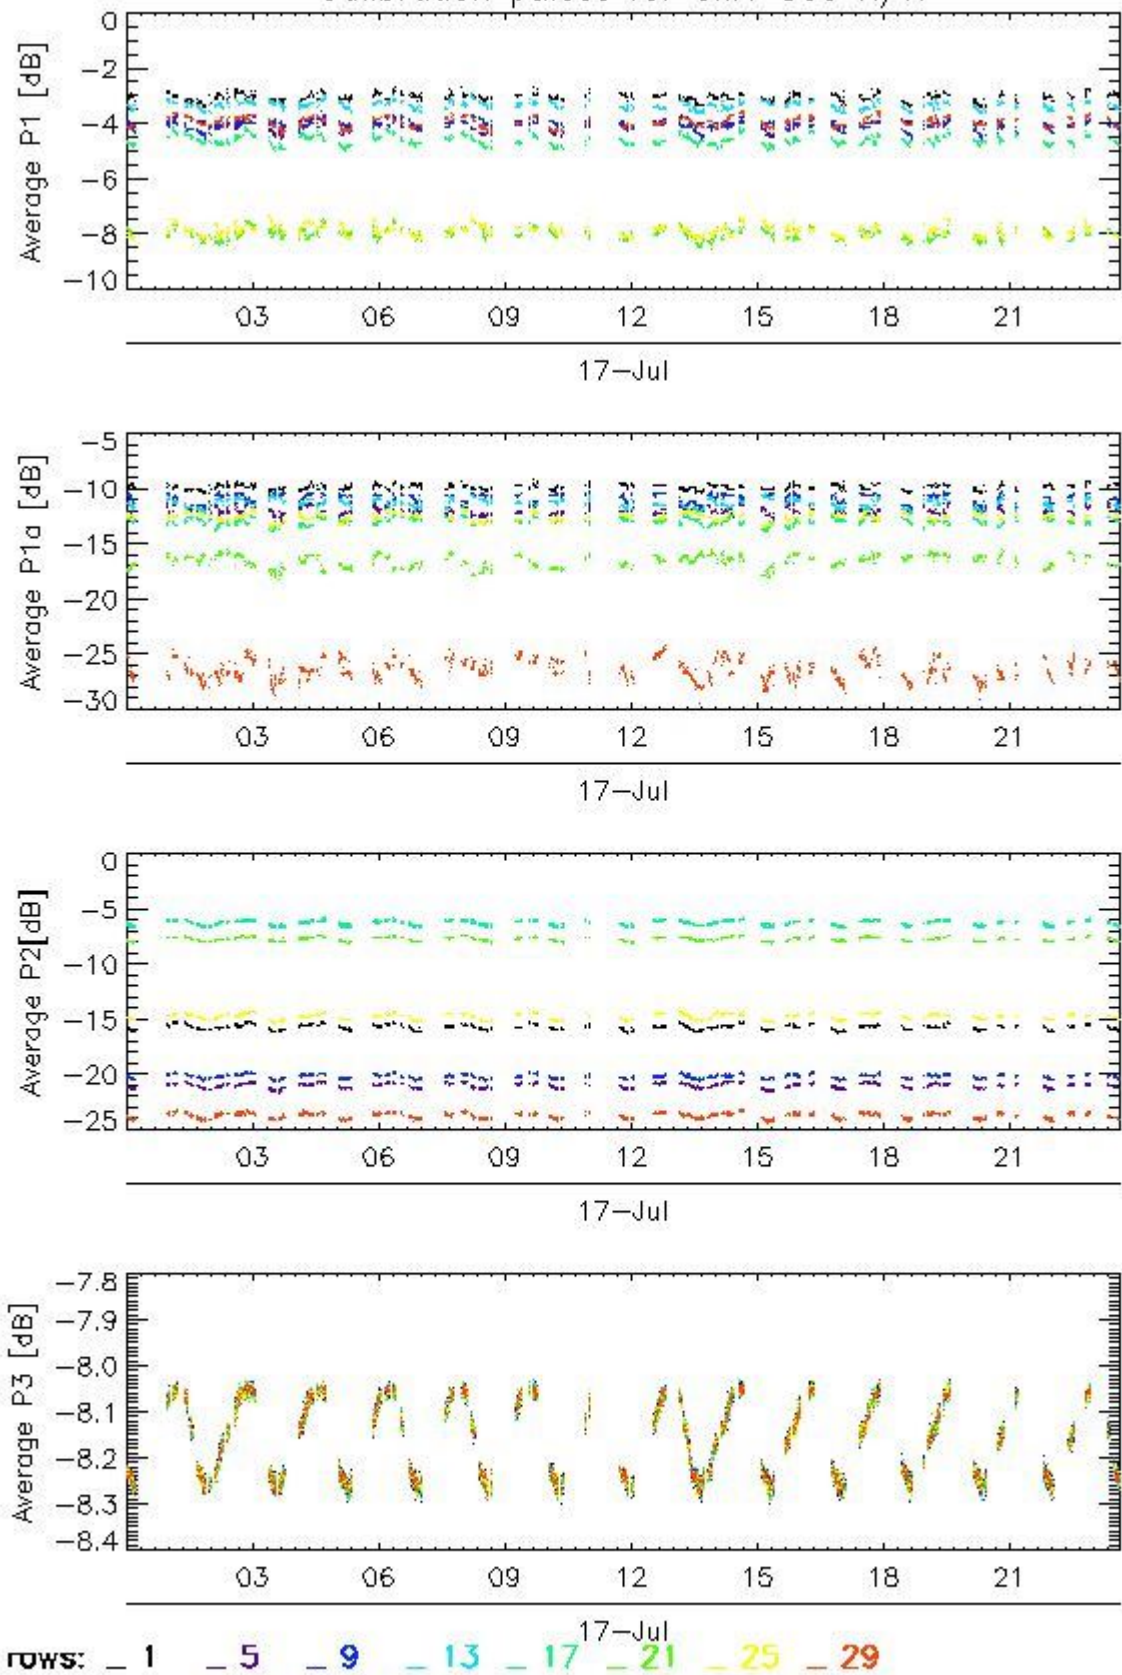 0
−2
−4
−6
−8
−10
Average P1 [dB]
03 06 09 12 15 18 21
17−Jul
−5
−10
−15
−20
−25
−30
Average P1a [dB]
03 06 09 12 15 18 21
17−Jul
0
−5
−10
−15
−20
−25
Average P2[dB]
03 06 09 12 15 18 21
17−Jul
−7.8
−7.9
−8.0
−8.1
−8.2
−8.3
−8.4
Average P3 [dB]
03 06 09 12 15 18 21
17−Jul
rows: _ 1 _ 5 _ 9 _ 13 _ 17 _ 21 _ 25 _ 29